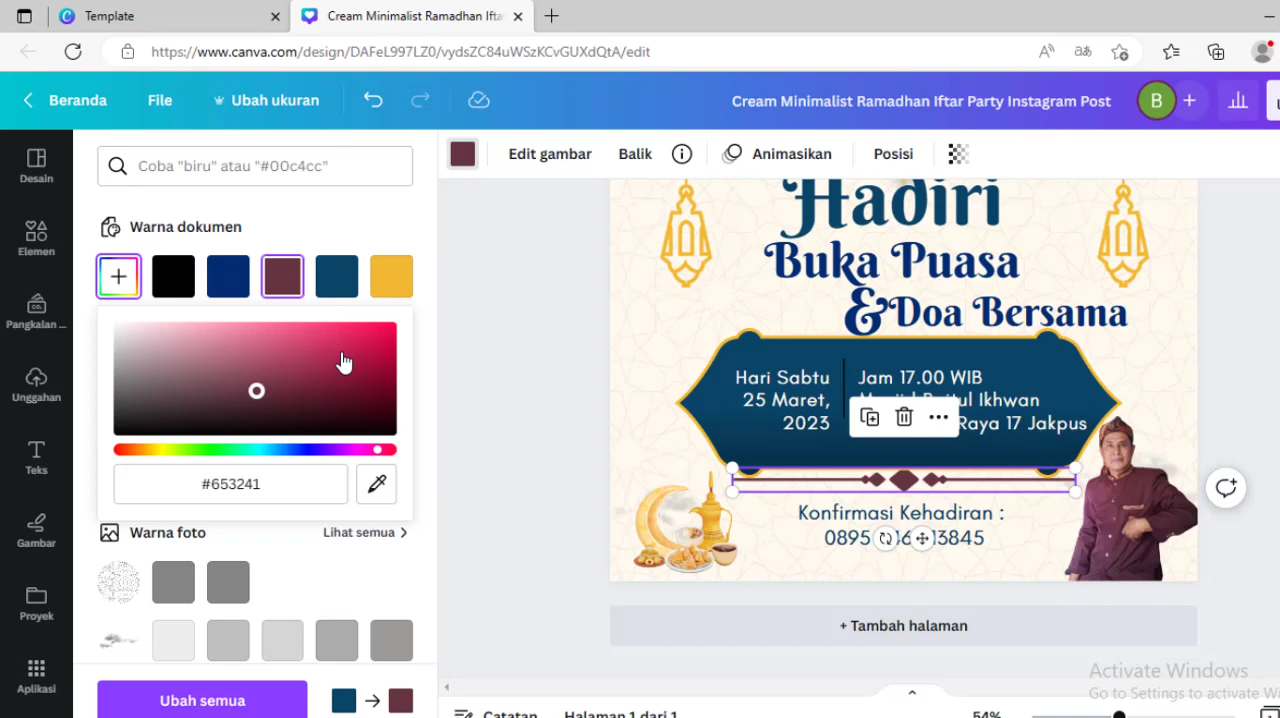 Template
Cream Minimalist Ramadhan Ifta
https://www.canva.com/design/DAFeL997LZ0/vydsZC84uWSzKCvGUXdQtA/edit
Beranda
File
Ubah ukuran
Cream Minimalist Ramadhan Iftar Party Instagram Post
B
Desain
Elemen
Pangkalan ...
Unggahan
Teks
Gambar
Proyek
Aplikasi
Coba "biru" atau "#00c4cc"
Warna dokumen
#653241
Warna foto
Lihat semua
Ubah semua
Edit gambar
Balik
Animasikan
Posisi
Hadiri
Buka Puasa
& Doa Bersama
Hari Sabtu
25 Maret,
2023
Jam 17.00 WIB
Ikhwan
Raya 17 Jakpus
Konfirmasi Kehadiran :
0895 13845
+ Tambah halaman
Activate Windows
Go to Settings to activate Wi
Catatan
Halaman 1 dari 1
54%